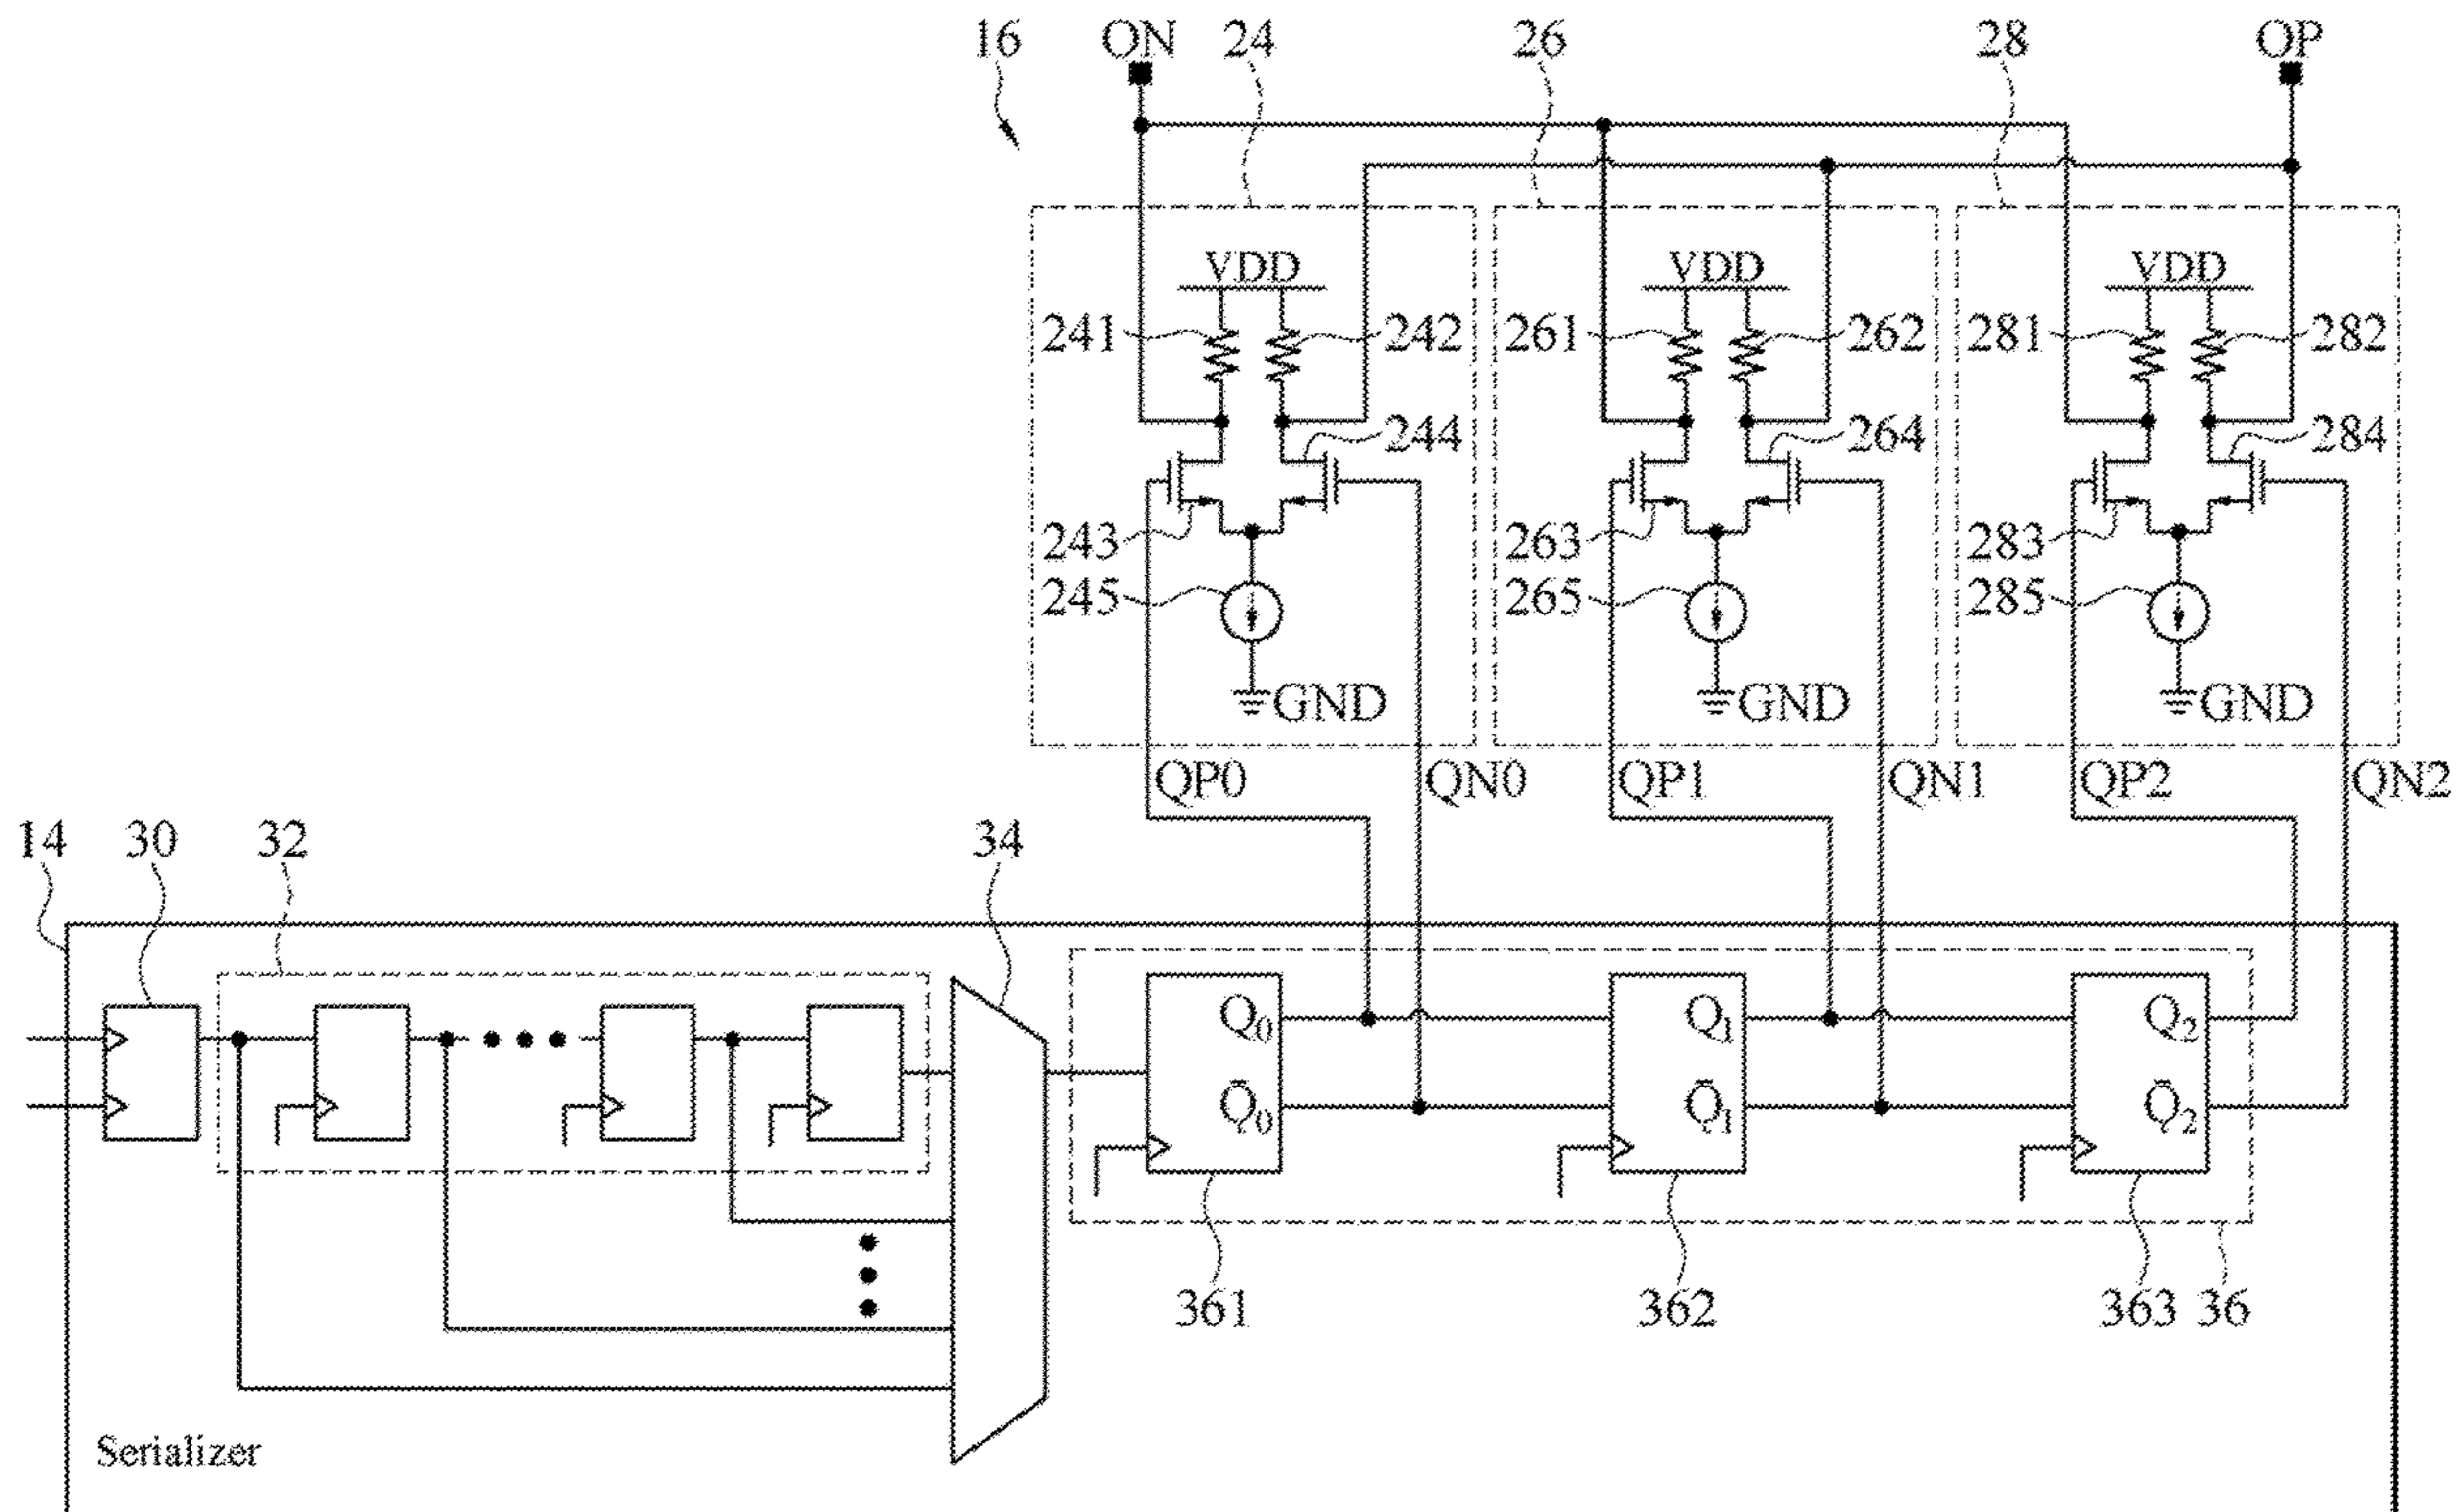 16 ON 24 26 28 OP
VDD VDD VDD
241 242 261 262 281 282
244 264 284
243 263 283
245 265 285
GND GND GND
QP0 QN0 QP1 QN1 QP2 QN2
14 30 32 34
Q0 Q1 Q2
Q̄0 Q̄1 Q̄2
361 362 363 36
Serializer